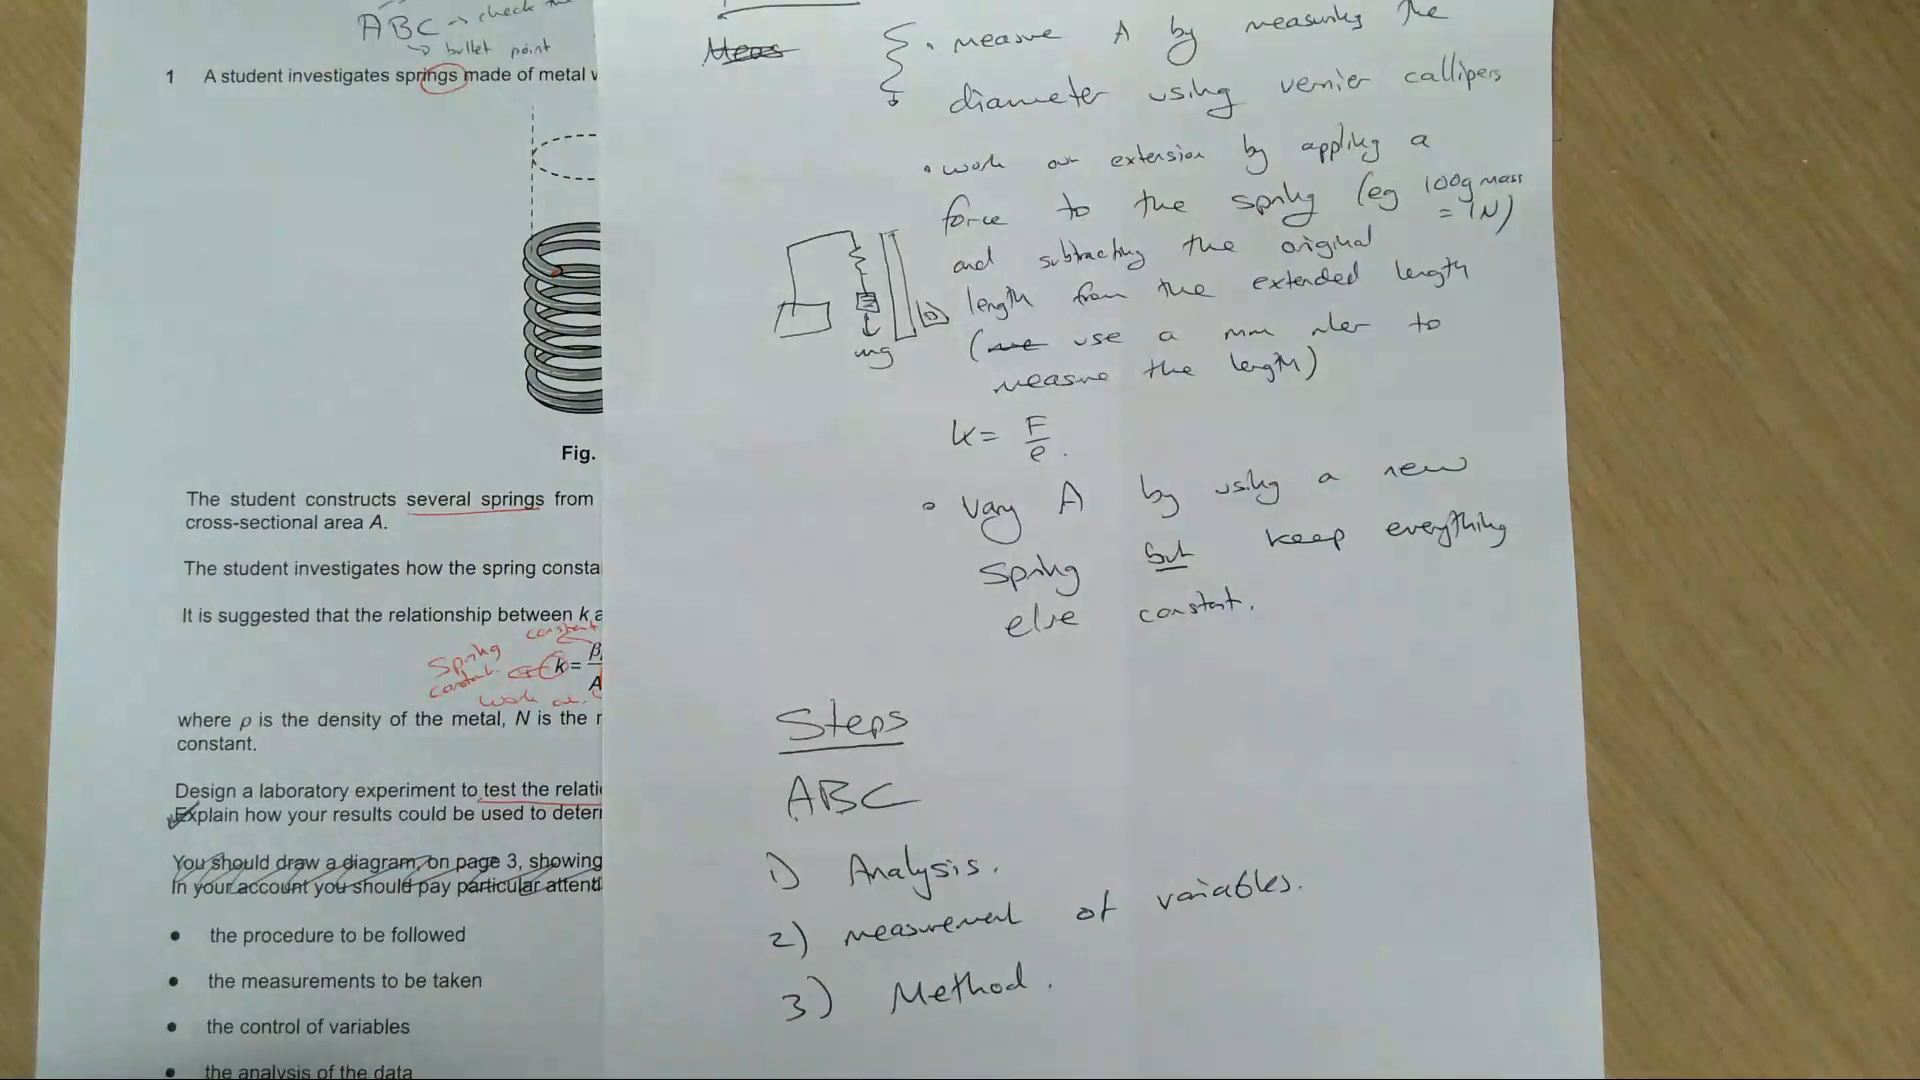 ABC → check the
↳ bullet point
1 A student investigates springs made of metal w
Fig.
The student constructs several springs from
cross-sectional area A.
The student investigates how the spring consta
It is suggested that the relationship between k a
constant
Spring
constant
k = β
A
work out
where ρ is the density of the metal, N is the r
constant.
Design a laboratory experiment to test the relati
Explain how your results could be used to deter
You should draw a diagram, on page 3, showing
In your account you should pay particular attenti
• the procedure to be followed
• the measurements to be taken
• the control of variables
• the analysis of the data
Meas
• measure A by measuring the
diameter using vernier callipers
• work out extension by appling a
force to the spring (eg 100g mass
= 1N)
and subtracting the original
length from the extended length
( use a mm ruler to
measure the length)
mg
k = F
e.
• Vary A by using a new
spring but keep everything
else constant.
Steps
ABC
1) Analysis.
2) measurement of variables.
3) Method.